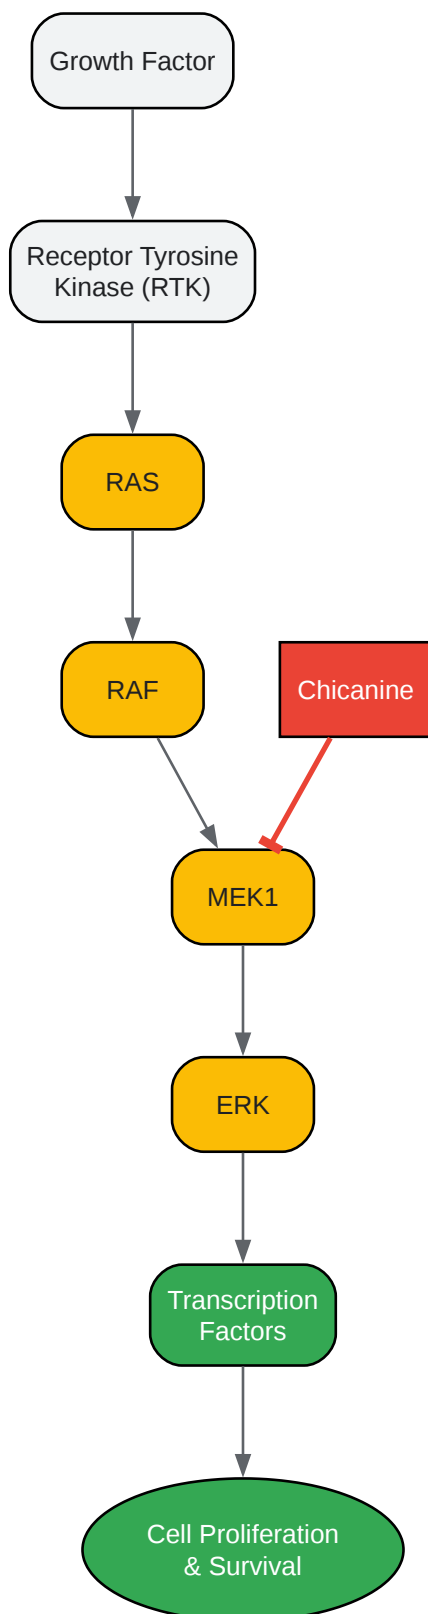 Growth Factor
Receptor Tyrosine
Kinase (RTK)
RAS
RAF
Chicanine
MEK1
ERK
Transcription
Factors
Cell Proliferation
& Survival